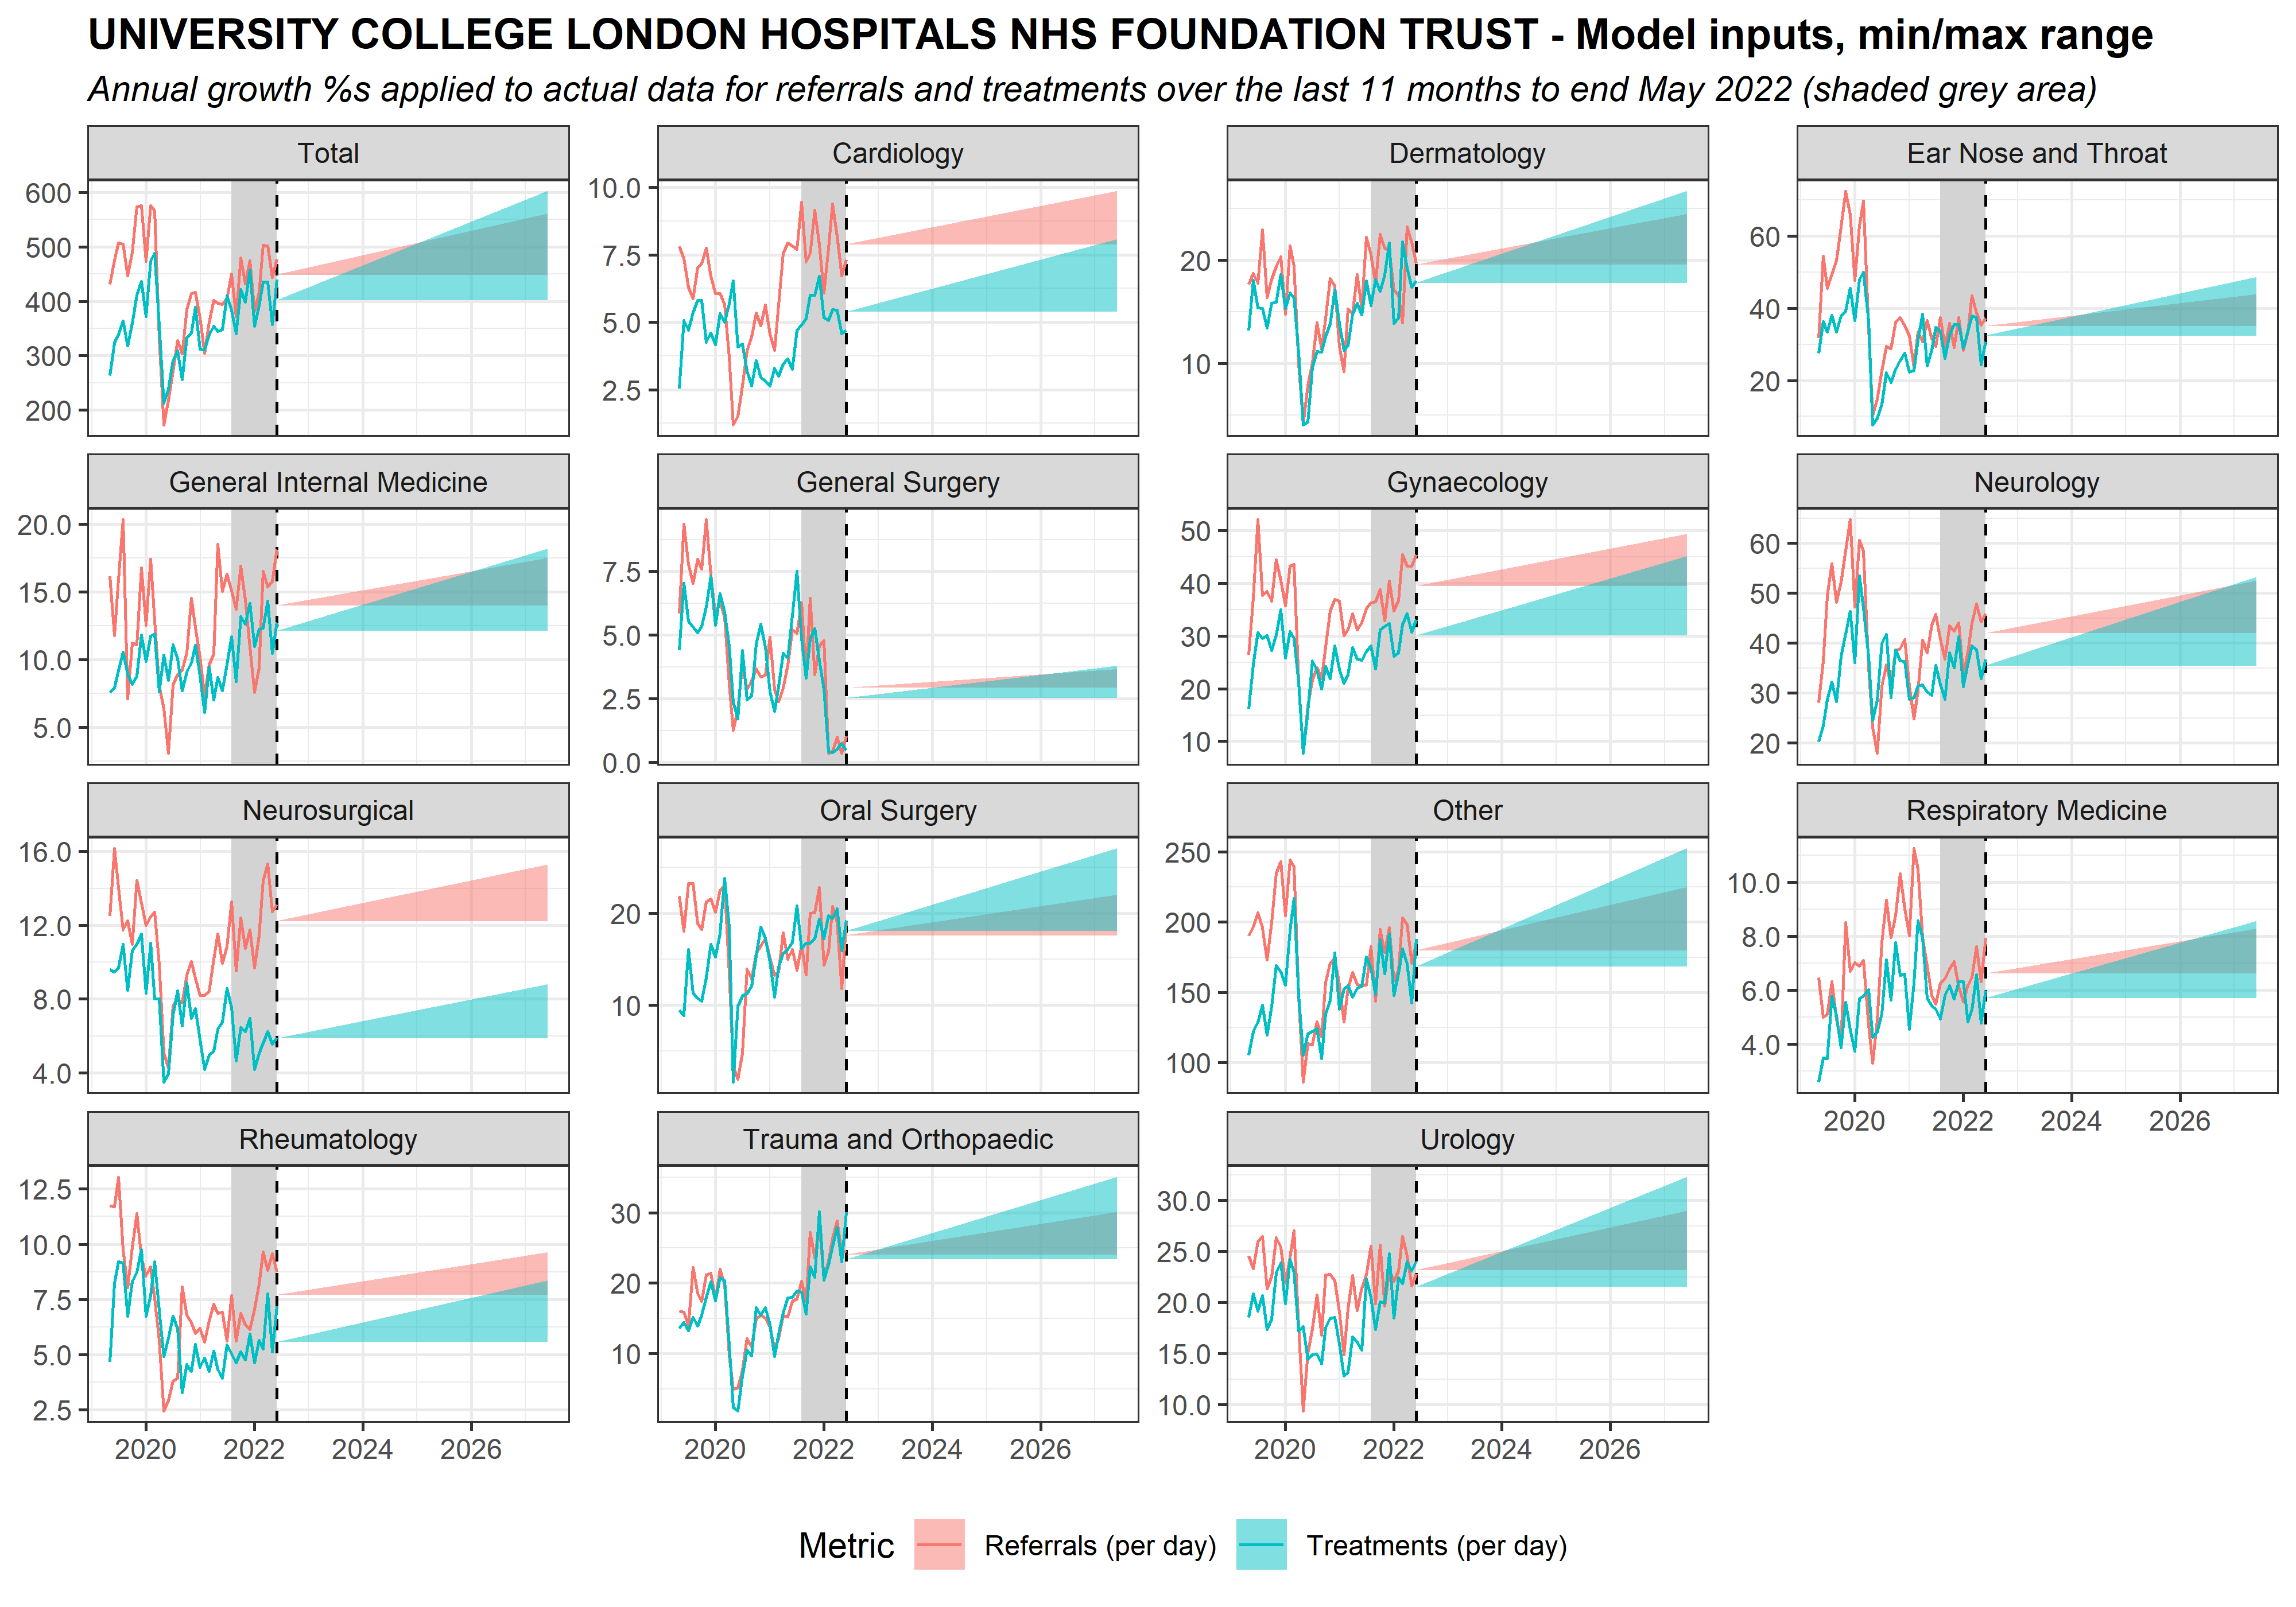 UNIVERSITY COLLEGE LONDON HOSPITALS NHS FOUNDATION TRUST - Model inputs, min/max range
Annual growth %s applied to actual data for referrals and treatments over the last 11 months to end May 2022 (shaded grey area)
Total
600
500
400
300
200
Cardiology
10.0
7.5
5.0
2.5
Dermatology
20
10
Ear Nose and Throat
60
40
20
General Internal Medicine
20.0
15.0
10.0
5.0
General Surgery
7.5
5.0
2.5
0.0
Gynaecology
50
40
30
20
10
Neurology
60
50
40
30
20
Neurosurgical
16.0
12.0
8.0
4.0
Oral Surgery
20
10
Other
250
200
150
100
Respiratory Medicine
10.0
8.0
6.0
4.0
2020 2022 2024 2026
Rheumatology
12.5
10.0
7.5
5.0
2.5
2020 2022 2024 2026
Trauma and Orthopaedic
30
20
10
2020 2022 2024 2026
Urology
30.0
25.0
20.0
15.0
10.0
2020 2022 2024 2026
Metric Referrals (per day) Treatments (per day)